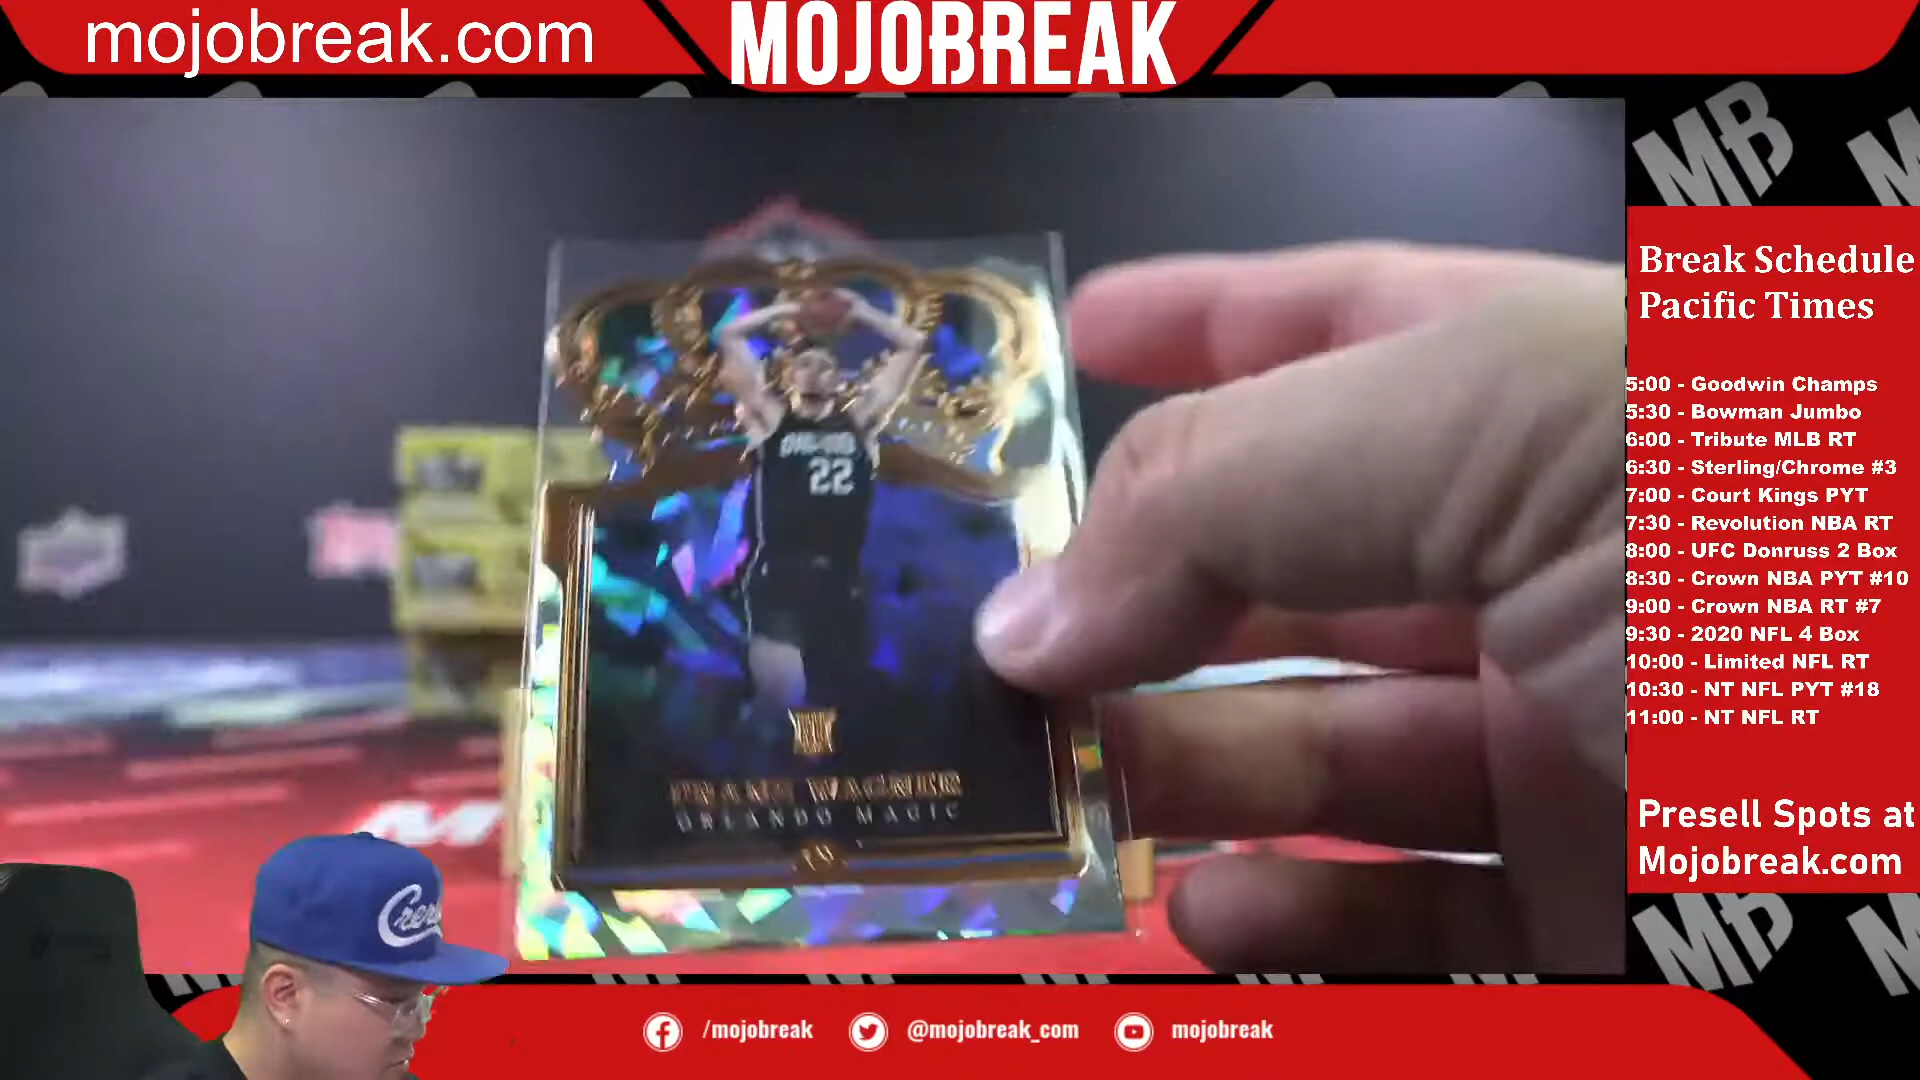 mojobreak.com
MOJOBREAK
MB
Break Schedule
Pacific Times
5:00 - Goodwin Champs
5:30 - Bowman Jumbo
6:00 - Tribute MLB RT
6:30 - Sterling/Chrome #3
7:00 - Court Kings PYT
7:30 - Revolution NBA RT
8:00 - UFC Donruss 2 Box
8:30 - Crown NBA PYT #10
9:00 - Crown NBA RT #7
9:30 - 2020 NFL 4 Box
10:00 - Limited NFL RT
10:30 - NT NFL PYT #18
11:00 - NT NFL RT
Presell Spots at
Mojobreak.com
MB
ORLANDO
22
FRANZ WAGNER
ORLANDO MAGIC
/mojobreak
@mojobreak_com
mojobreak